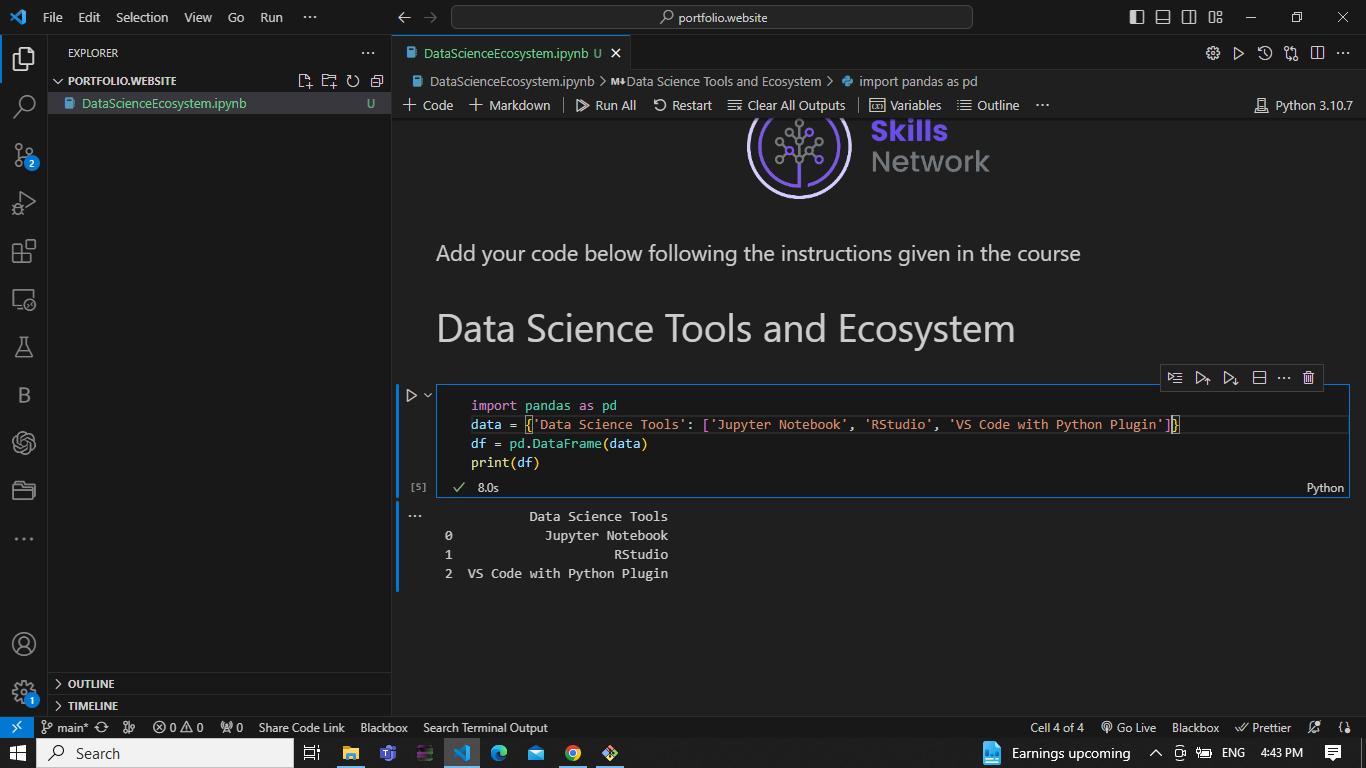 File Edit Selection View Go Run ···
portfolio.website
EXPLORER
PORTFOLIO.WEBSITE
DataScienceEcosystem.ipynb U
DataScienceEcosystem.ipynb U
DataScienceEcosystem.ipynb > M↓Data Science Tools and Ecosystem > import pandas as pd
+ Code + Markdown Run All Restart Clear All Outputs Variables Outline ··· Python 3.10.7
2
B
Skills
Network
Add your code below following the instructions given in the course
Data Science Tools and Ecosystem
import pandas as pd
data = {'Data Science Tools': ['Jupyter Notebook', 'RStudio', 'VS Code with Python Plugin']}
df = pd.DataFrame(data)
print(df)
[5] 8.0s Python
Data Science Tools
0 Jupyter Notebook
1 RStudio
2 VS Code with Python Plugin
1
OUTLINE
TIMELINE
main* 0 0 0 Share Code Link Blackbox Search Terminal Output Cell 4 of 4 Go Live Blackbox Prettier
Search Earnings upcoming ENG 4:43 PM